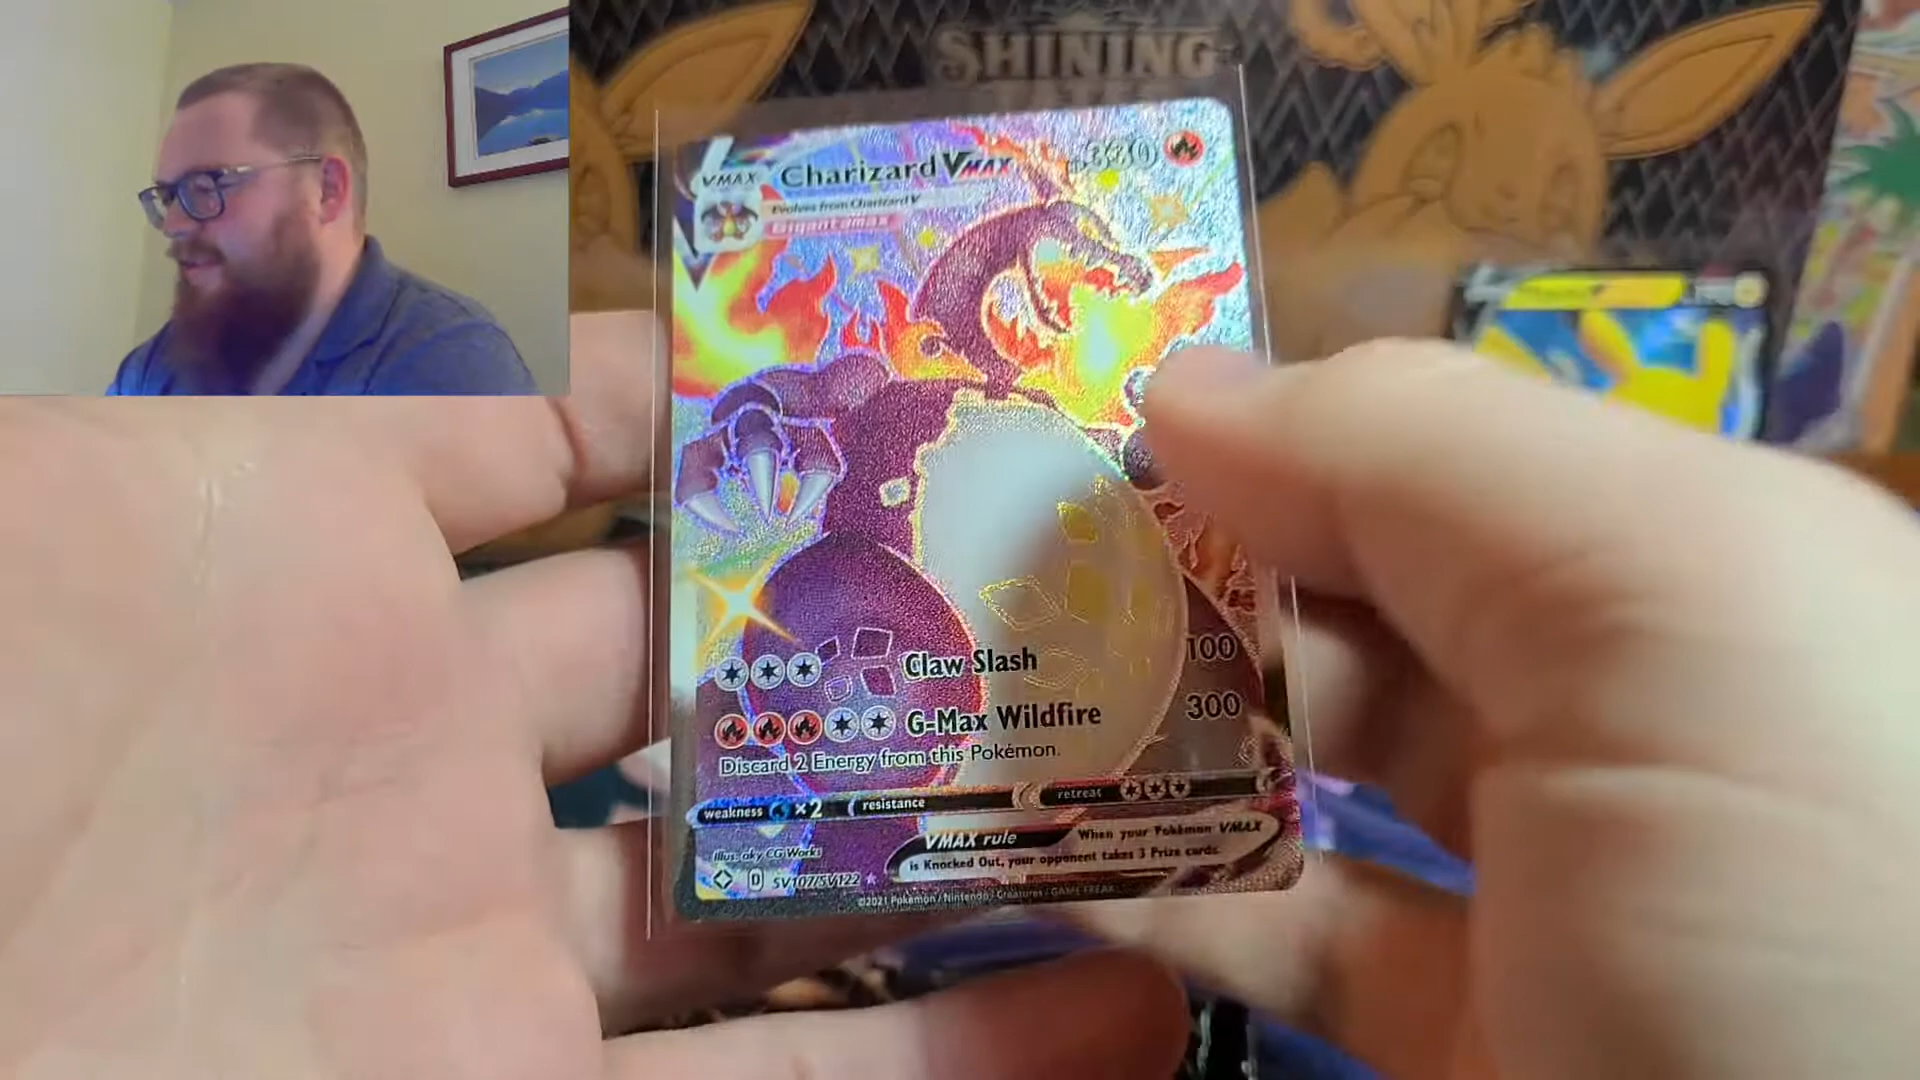 SHINING
VMAX
Charizard VMAX
330
Evolves from Charizard V
Gigantamax
Claw Slash
100
G-Max Wildfire
300
Discard 2 Energy from this Pokémon.
weakness ×2
resistance
retreat
VMAX rule
When your Pokémon VMAX
is Knocked Out, your opponent takes 3 Prize cards.
Illus. aky CG Works
D SV107/SV122
©2021 Pokémon / Nintendo / Creatures / GAME FREAK